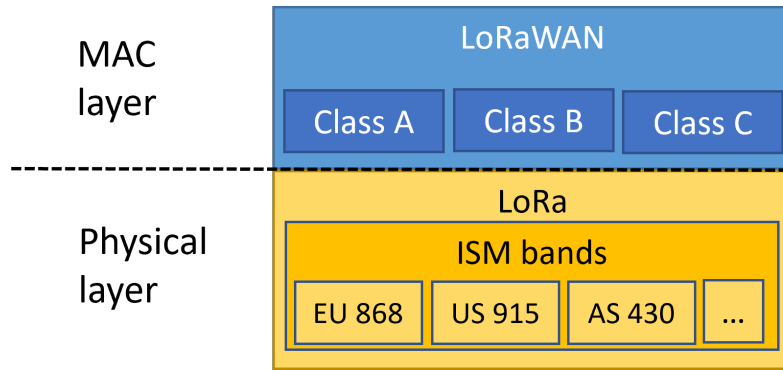 MAC
layer
LoRaWAN
Class A
Class B
Class C
Physical
layer
LoRa
ISM bands
EU 868
US 915
AS 430
...